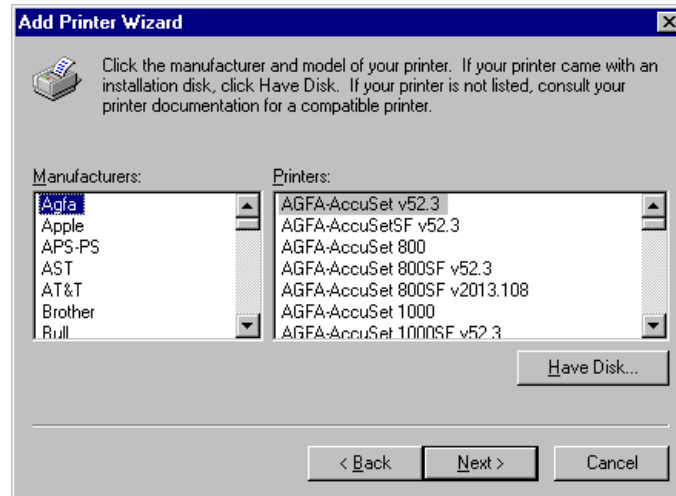 Add Printer Wizard
Click the manufacturer and model of your printer. If your printer came with an
installation disk, click Have Disk. If your printer is not listed, consult your
printer documentation for a compatible printer.
Manufacturers:
Agfa
Apple
APS-PS
AST
AT&T
Brother
Bull
Printers:
AGFA-AccuSet v52.3
AGFA-AccuSetSF v52.3
AGFA-AccuSet 800
AGFA-AccuSet 800SF v52.3
AGFA-AccuSet 800SF v2013.108
AGFA-AccuSet 1000
AGFA-AccuSet 1000SF v52.3
Have Disk...
< Back
Next >
Cancel